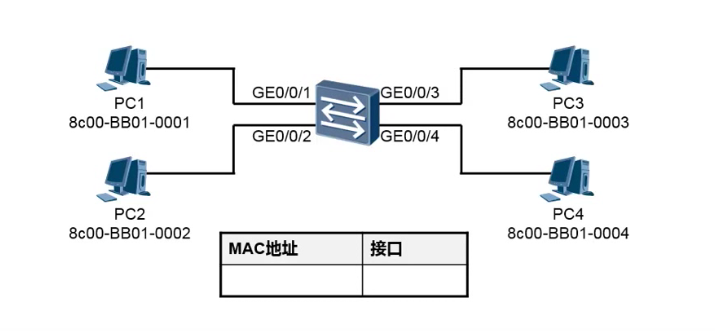 GE0/0/1
GE0/0/3
PC1
8c00-BB01-0001
PC3
8c00-BB01-0003
GE0/0/2
GE0/0/4
PC2
8c00-BB01-0002
PC4
8c00-BB01-0004
MAC地址 接口